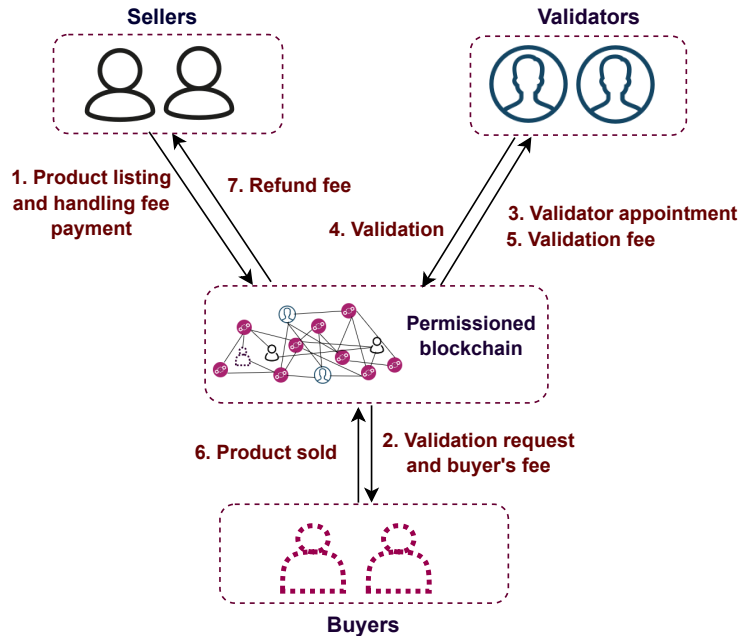 Sellers
Validators
1. Product listing
and handling fee
payment
7. Refund fee
4. Validation
3. Validator appointment
5. Validation fee
Permissioned
blockchain
6. Product sold
2. Validation request
and buyer's fee
Buyers